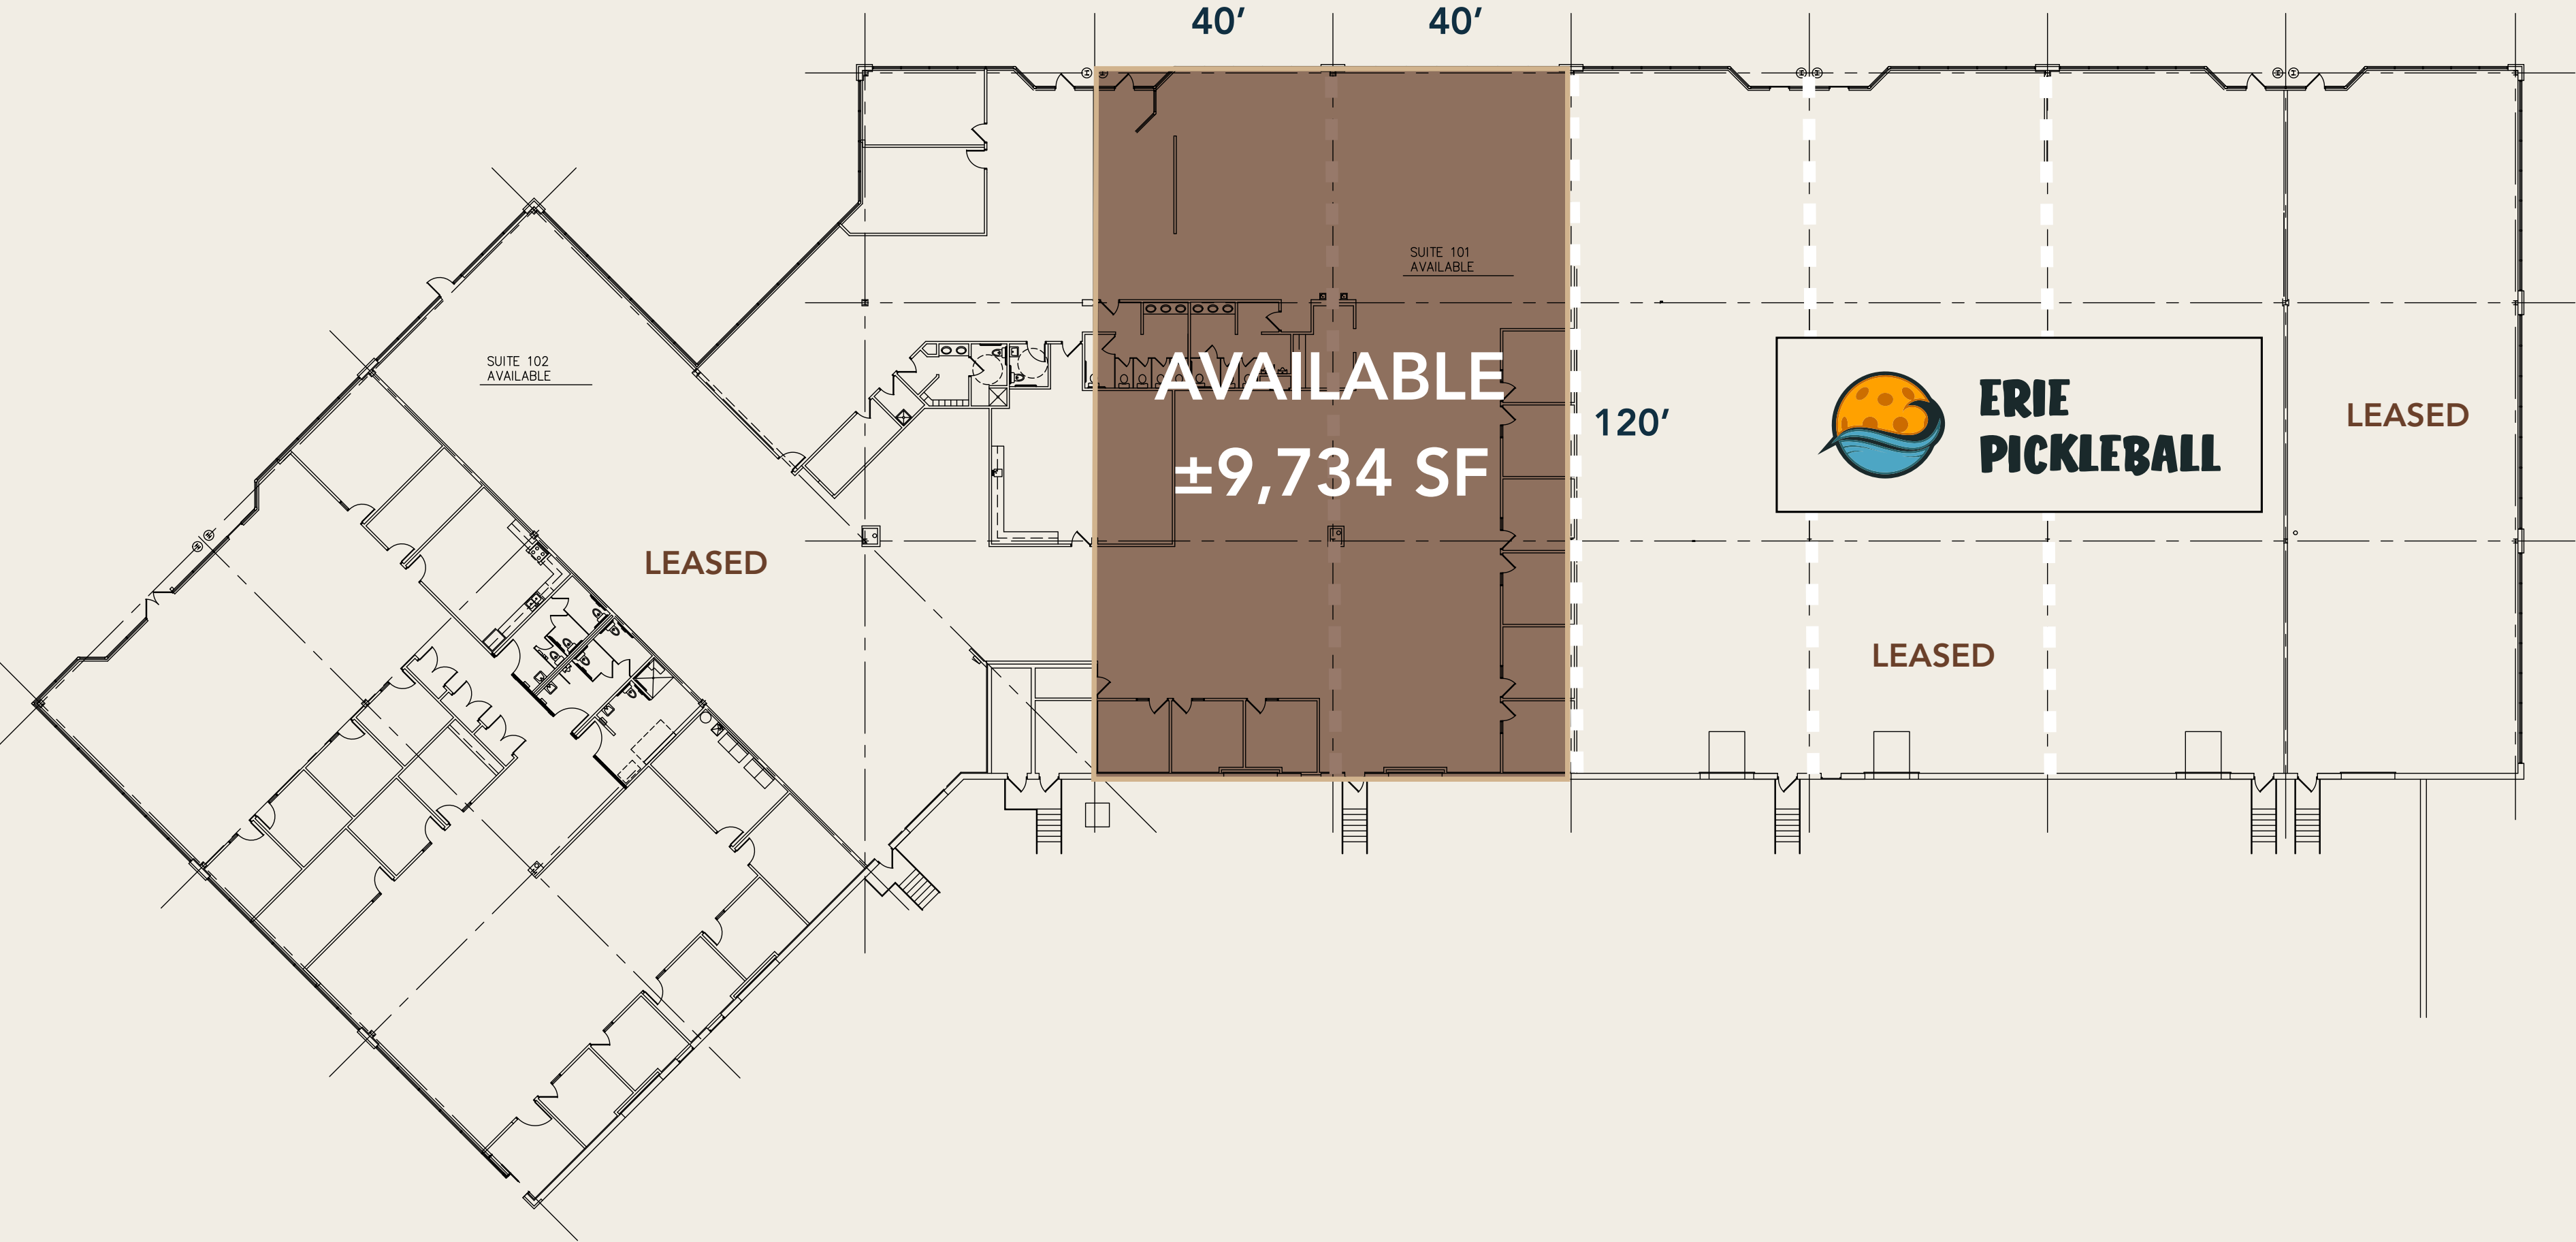 40’
40’
SUITE 101
AVAILABLE
SUITE 102
AVAILABLE
AVAILABLE
±9,734 SF
120’
ERIE
PICKLEBALL
LEASED
LEASED
LEASED